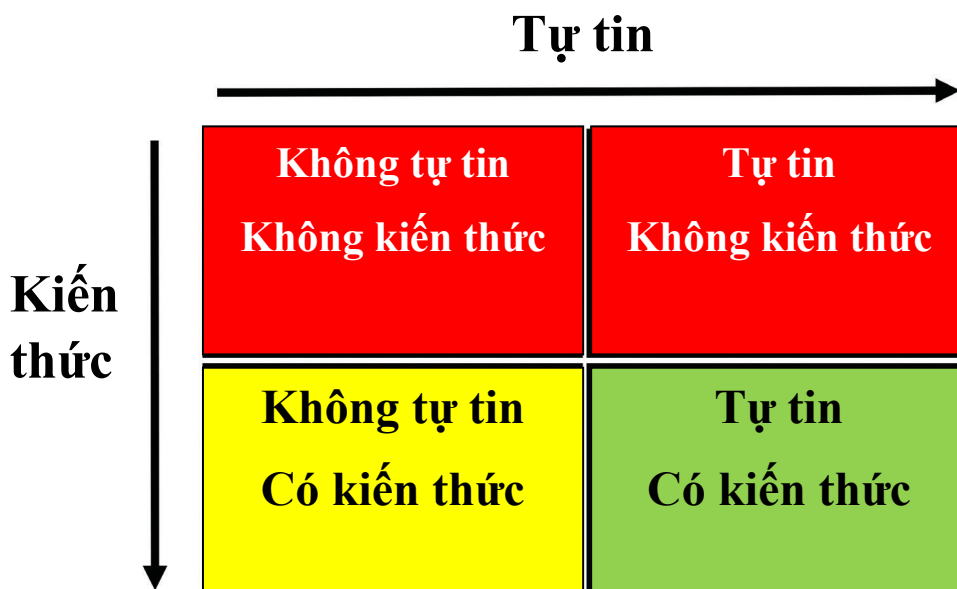 Tự tin
Không tự tin
Không kiến thức
Tự tin
Không kiến thức
Kiến
thức
Không tự tin
Có kiến thức
Tự tin
Có kiến thức